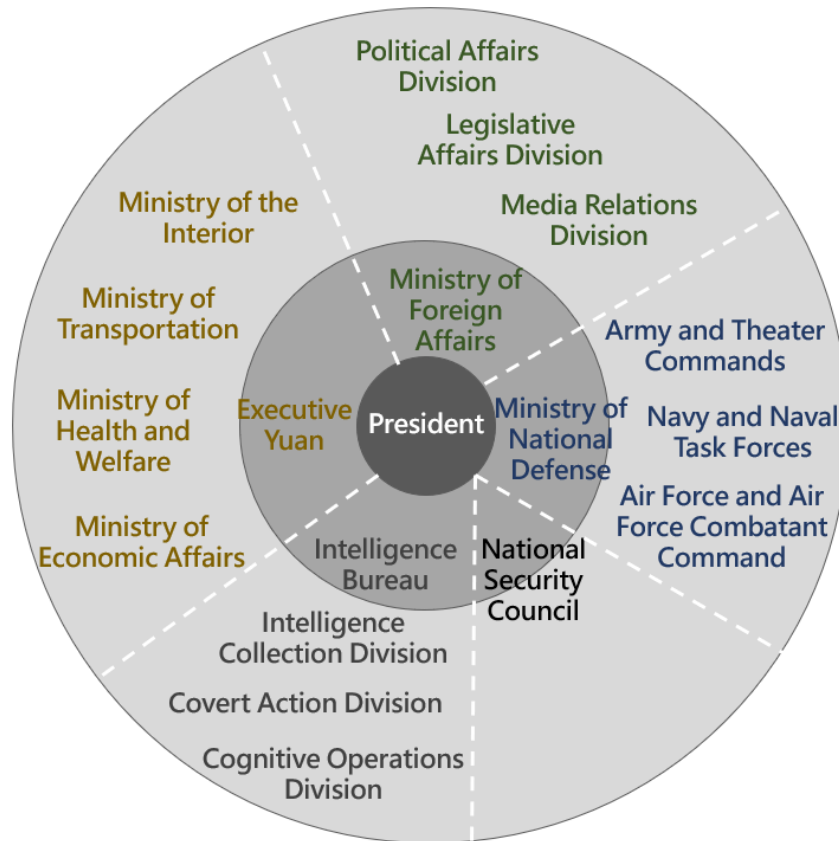 Political Affairs
Division
Legislative
Affairs Division
Media Relations
Division
Ministry of the
Interior
Ministry of
Transportation
Ministry of
Health and
Welfare
Ministry of
Economic Affairs
Ministry of
Foreign
Affairs
Executive
Yuan
President
Ministry of
National
Defense
Army and Theater
Commands
Navy and Naval
Task Forces
Air Force and Air
Force Combatant
Command
Intelligence
Bureau
National
Security
Council
Intelligence
Collection Division
Covert Action Division
Cognitive Operations
Division